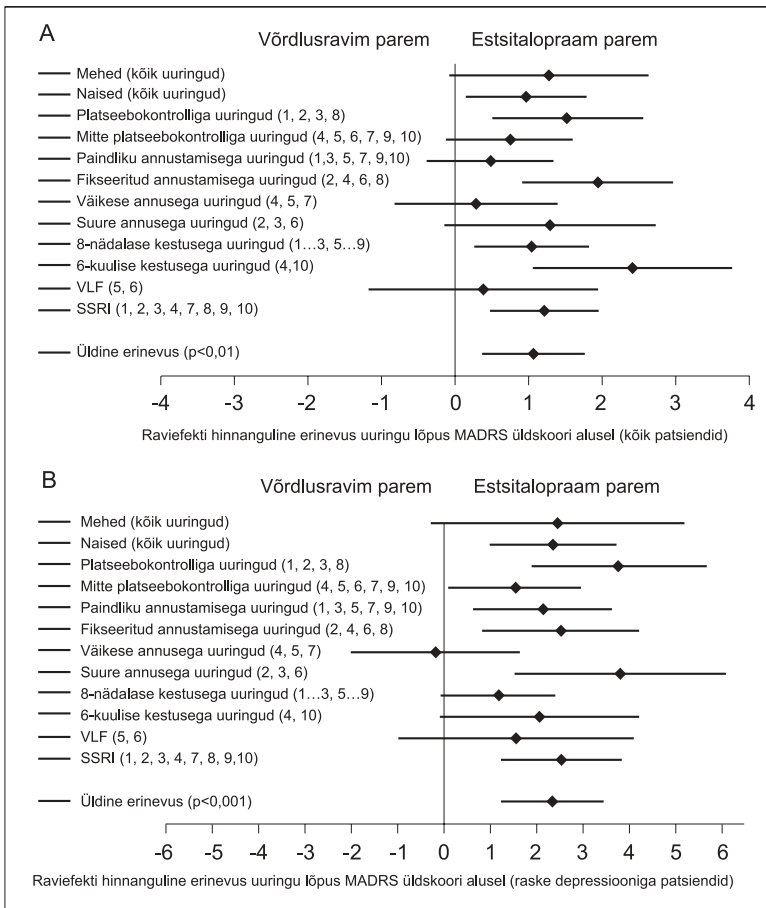 A
Võrdlusravim parem Estsitalopraam parem
Mehed (kõik uuringud)
Naised (kõik uuringud)
Platseebokontrolliga uuringud (1, 2, 3, 8)
Mitte platseebokontrolliga uuringud (4, 5, 6, 7, 9, 10)
Paindliku annustamisega uuringud (1,3, 5, 7, 9,10)
Fikseeritud annustamisega uuringud (2, 4, 6, 8)
Väikese annusega uuringud (4, 5, 7)
Suure annusega uuringud (2, 3, 6)
8-nädalase kestusega uuringud (1...3, 5...9)
6-kuulise kestusega uuringud (4,10)
VLF (5, 6)
SSRI (1, 2, 3, 4, 7, 8, 9, 10)
Üldine erinevus (p<0,01)
-4 -3 -2 -1 0 1 2 3 4
Raviefekti hinnanguline erinevus uuringu lõpus MADRS üldskoori alusel (kõik patsiendid)
B
Võrdlusravim parem Estsitalopraam parem
Mehed (kõik uuringud)
Naised (kõik uuringud)
Platseebokontrolliga uuringud (1, 2, 3, 8)
Mitte platseebokontrolliga uuringud (4, 5, 6, 7, 9, 10)
Paindliku annustamisega uuringud (1, 3, 5, 7, 9, 10)
Fikseeritud annustamisega uuringud (2, 4, 6, 8)
Väikese annusega uuringud (4, 5, 7)
Suure annusega uuringud (2, 3, 6)
8-nädalase kestusega uuringud (1...3, 5...9)
6-kuulise kestusega uuringud (4, 10)
VLF (5, 6)
SSRI (1, 2, 3, 4, 7, 8, 9,10)
Üldine erinevus (p<0,001)
-6 -5 -4 -3 -2 -1 0 1 2 3 4 5 6
Raviefekti hinnanguline erinevus uuringu lõpus MADRS üldskoori alusel (raske depressiooniga patsiendid)